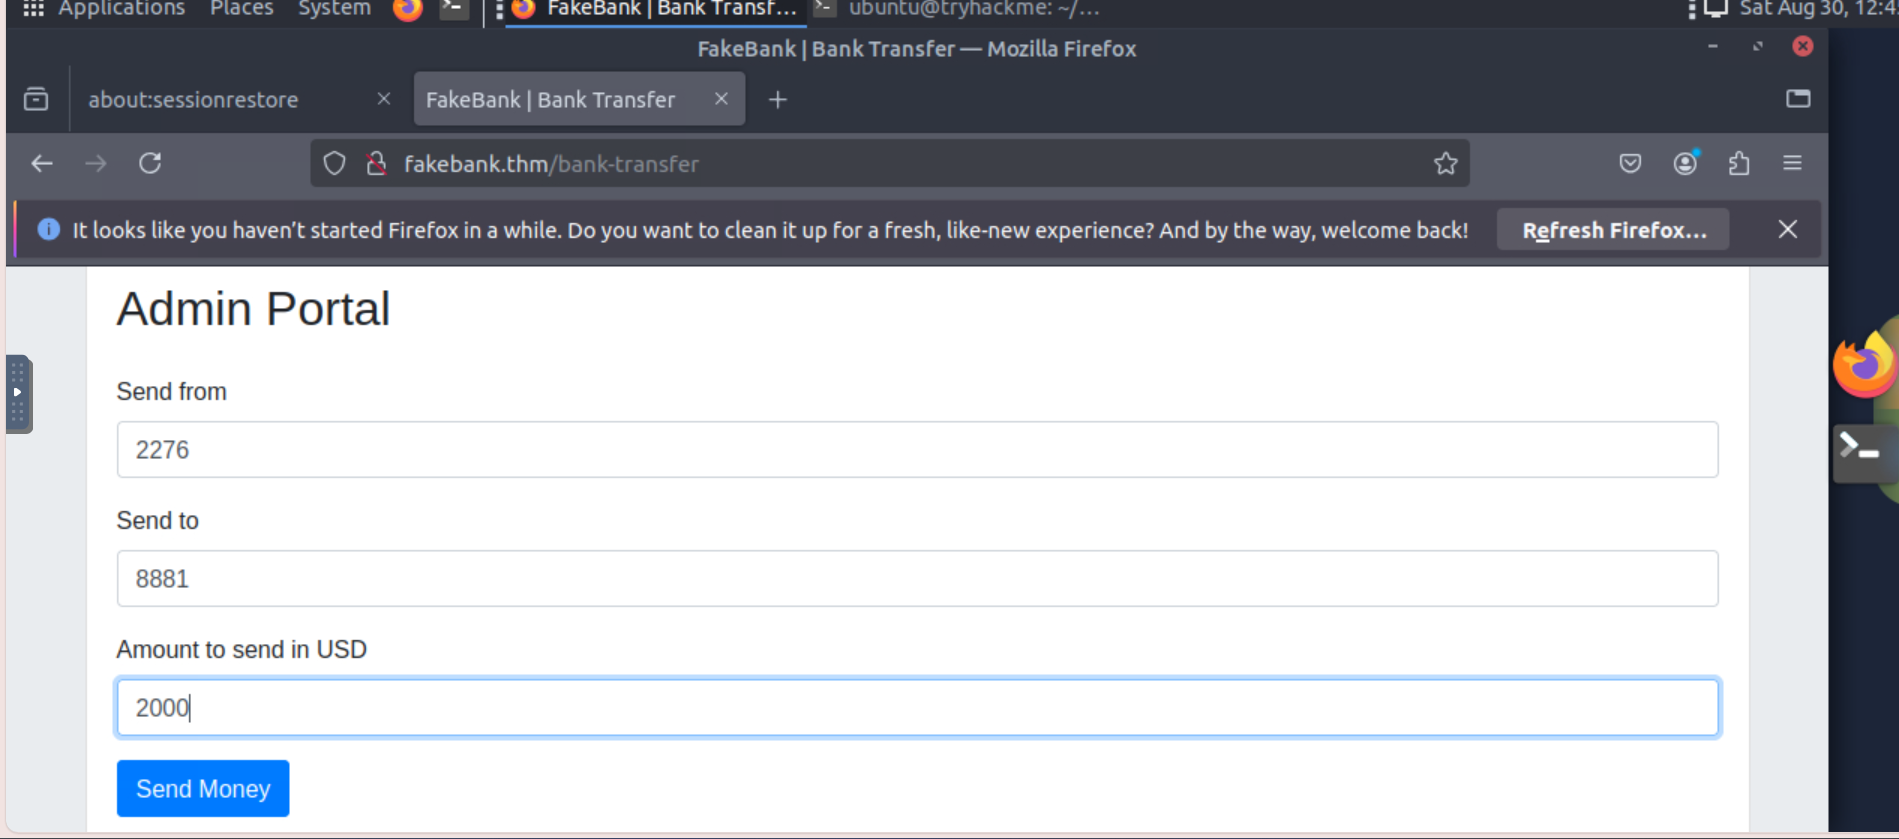 Applications Places System FakeBank | Bank Transf... ubuntu@tryhackme: ~/... Sat Aug 30, 12:4
FakeBank | Bank Transfer — Mozilla Firefox
about:sessionrestore FakeBank | Bank Transfer
fakebank.thm/bank-transfer
It looks like you haven’t started Firefox in a while. Do you want to clean it up for a fresh, like-new experience? And by the way, welcome back! Refresh Firefox...
Admin Portal
Send from
2276
Send to
8881
Amount to send in USD
2000
Send Money